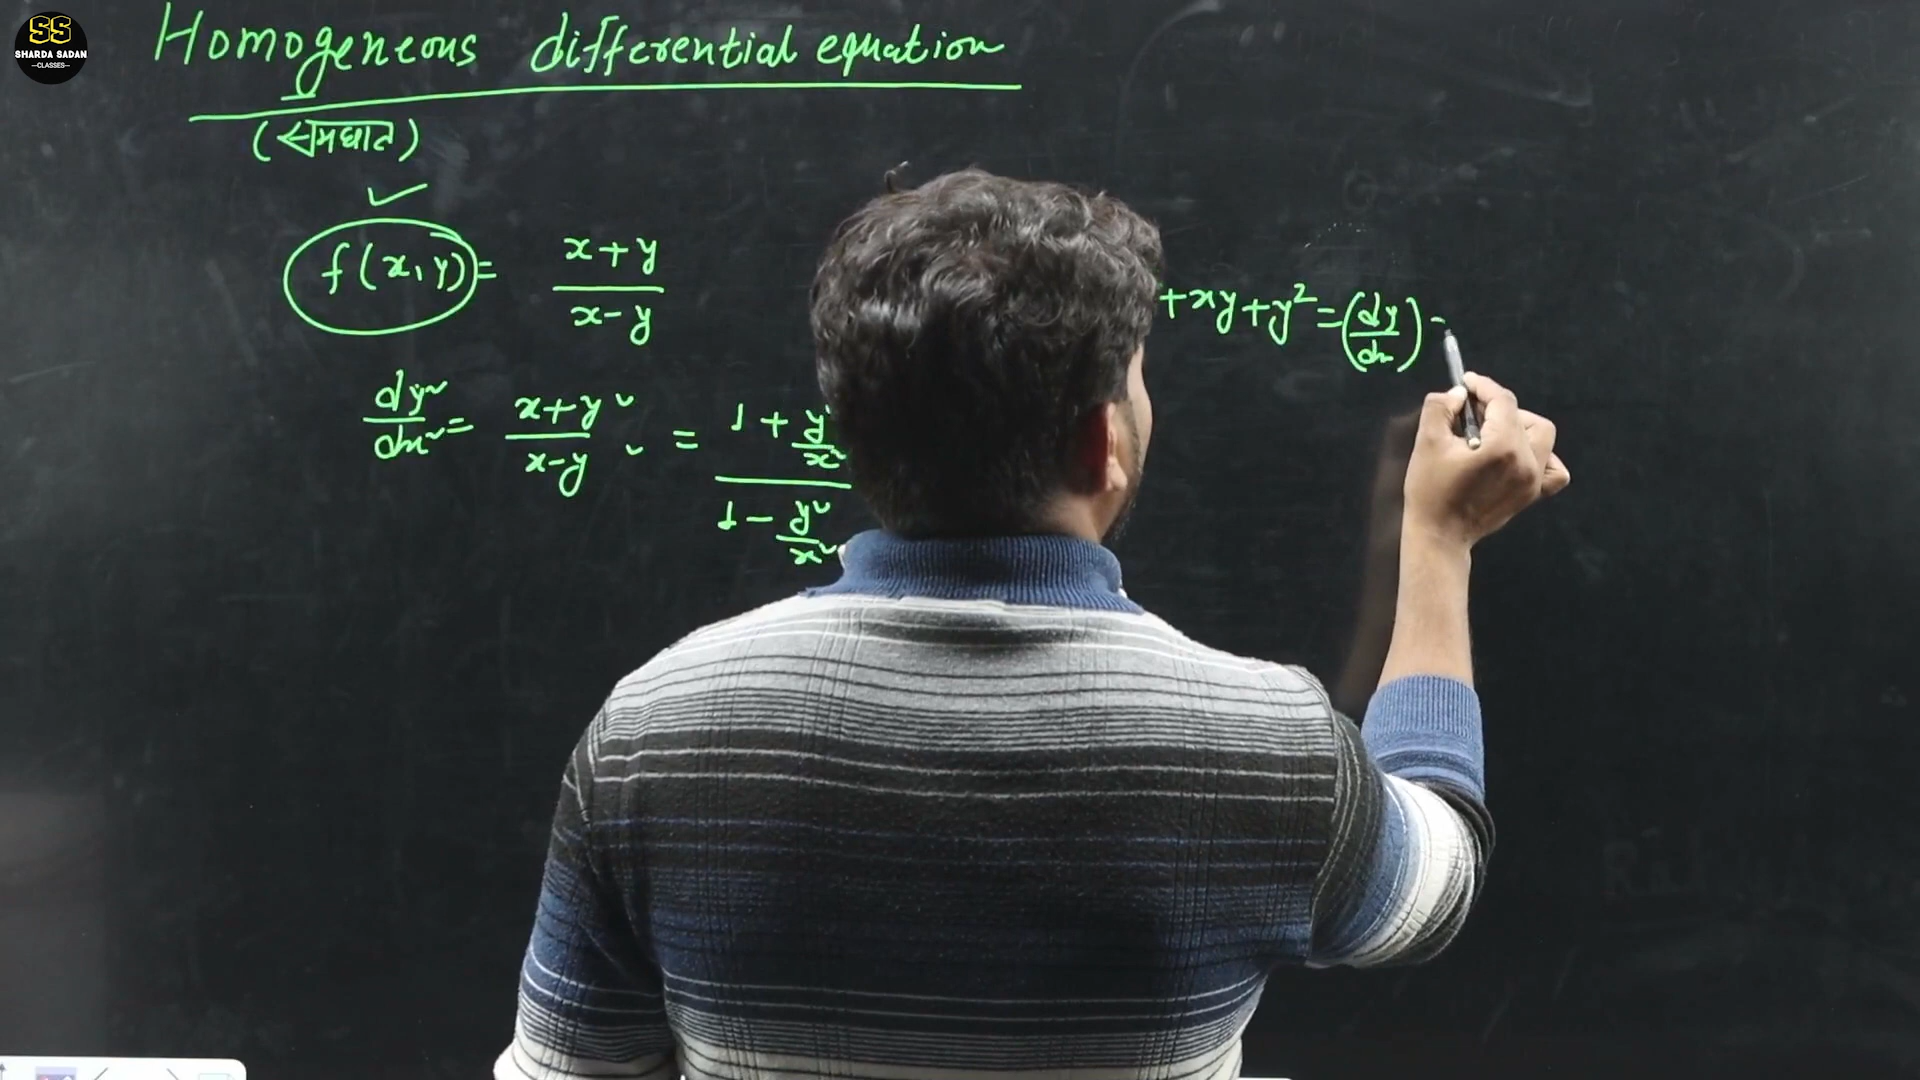 SS
SHARDA SADAN
—CLASSES—
Homogeneous differential equation
(समघात)
✓
f(x,y) = x+y / x-y
dy/dx = x+y / x-y = 1 + y/x / 1 - y/x
+xy+y² = (dy/dx) -